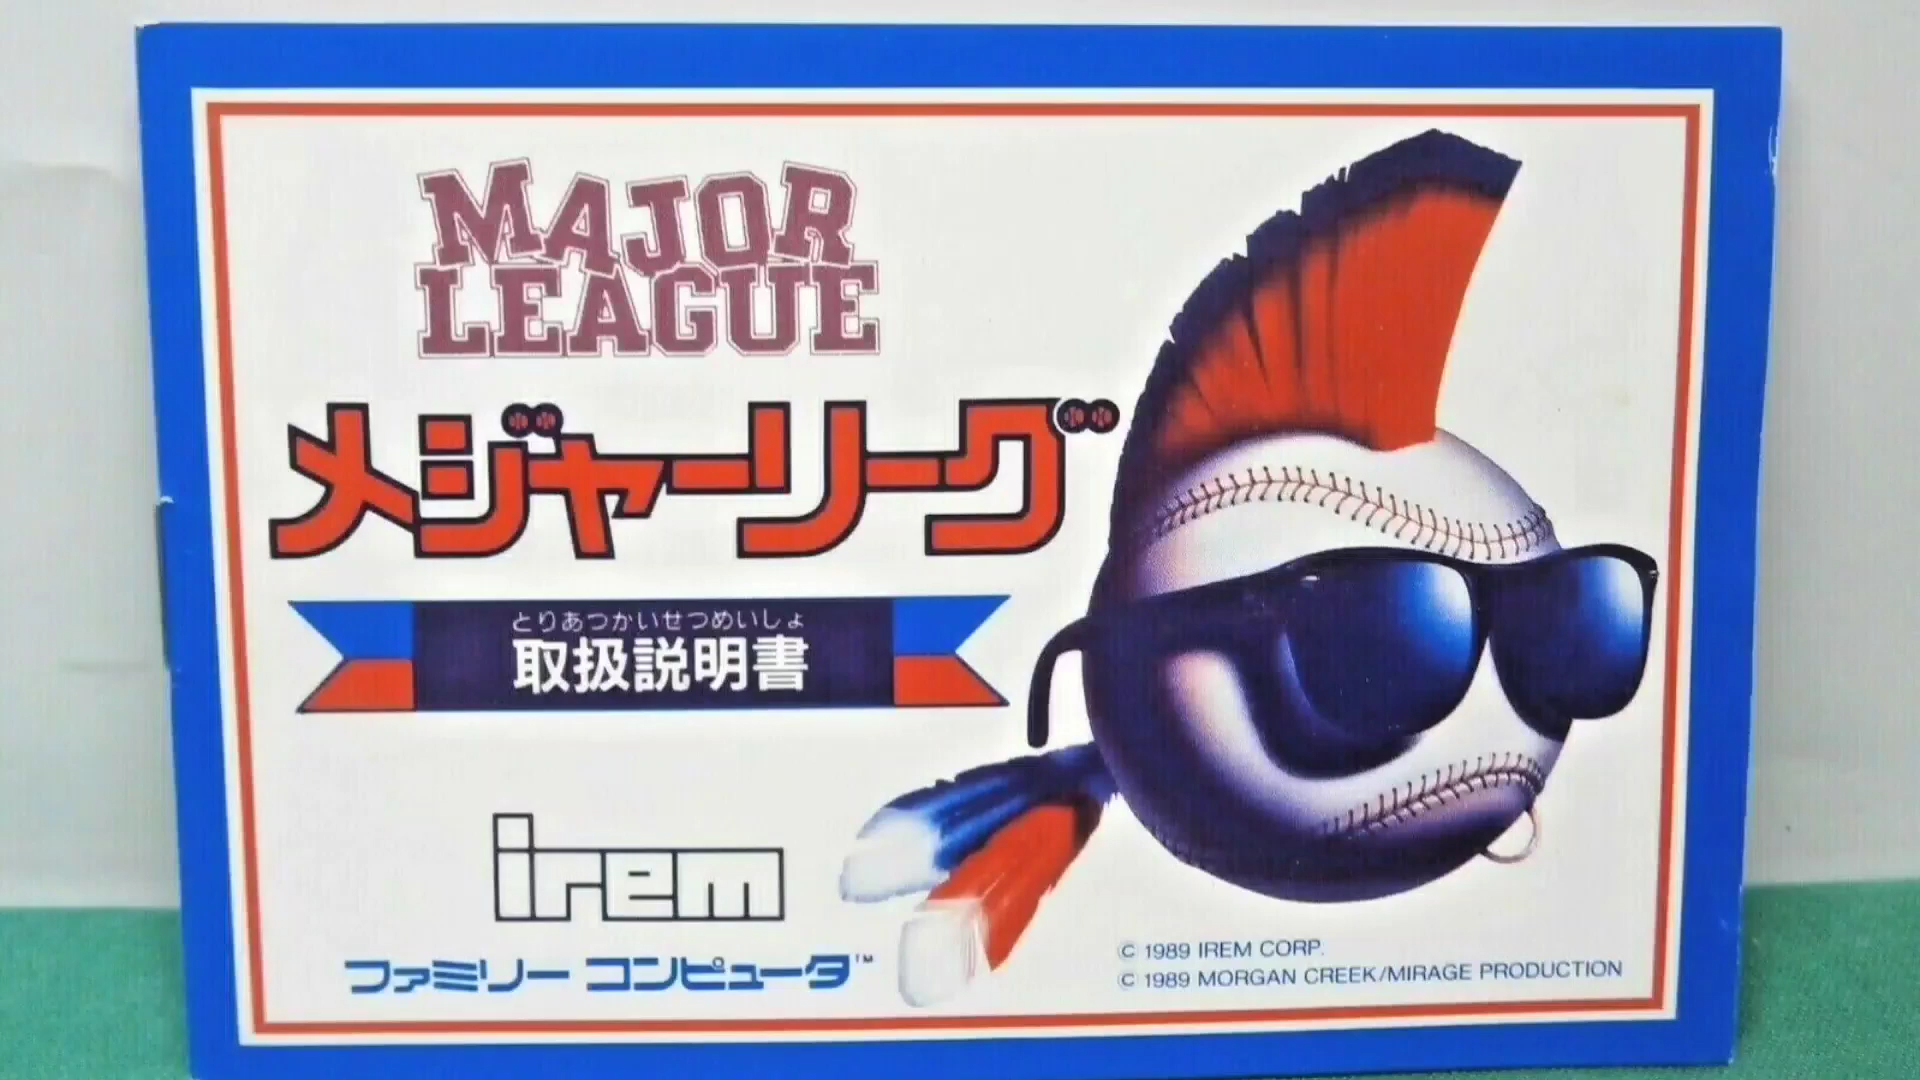 MAJOR
LEAGUE
メジャーリーグ
とりあつかいせつめいしょ
取扱説明書
irem
ファミリー コンピュータ™
© 1989 IREM CORP.
© 1989 MORGAN CREEK/MIRAGE PRODUCTION